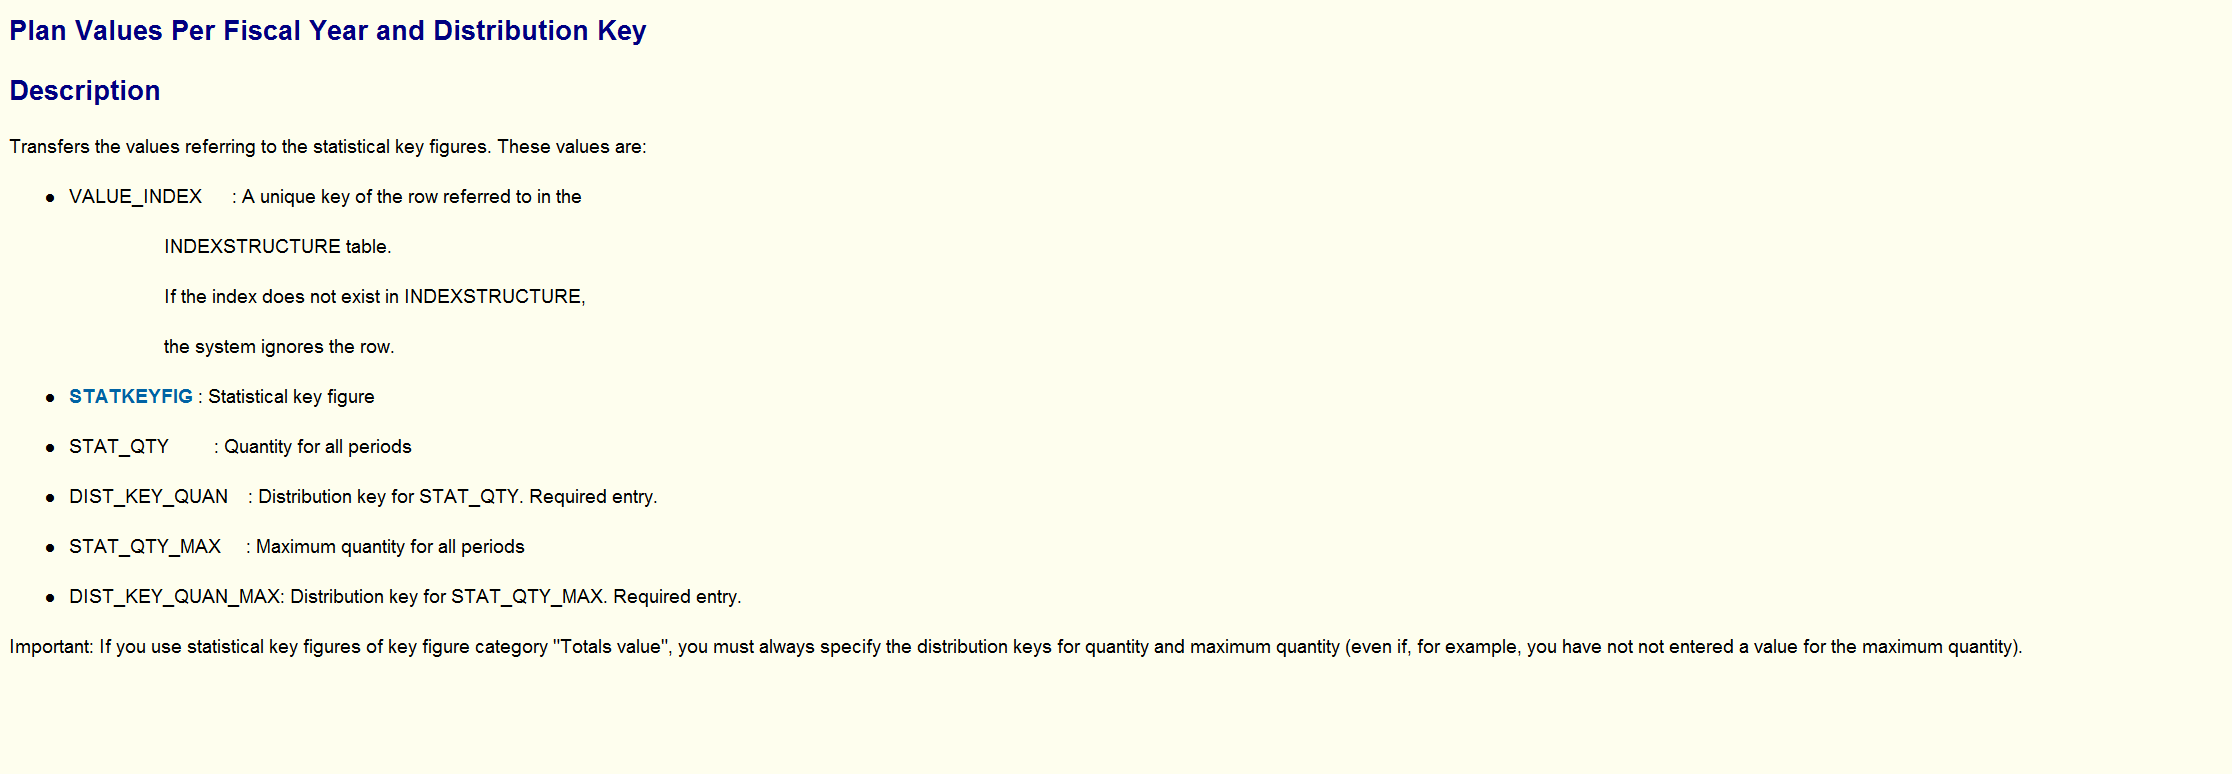 Plan Values Per Fiscal Year and Distribution Key
Description
Transfers the values referring to the statistical key figures. These values are:
● VALUE_INDEX : A unique key of the row referred to in the
INDEXSTRUCTURE table.
If the index does not exist in INDEXSTRUCTURE,
the system ignores the row.
● STATKEYFIG : Statistical key figure
● STAT_QTY : Quantity for all periods
● DIST_KEY_QUAN : Distribution key for STAT_QTY. Required entry.
● STAT_QTY_MAX : Maximum quantity for all periods
● DIST_KEY_QUAN_MAX: Distribution key for STAT_QTY_MAX. Required entry.
Important: If you use statistical key figures of key figure category "Totals value", you must always specify the distribution keys for quantity and maximum quantity (even if, for example, you have not not entered a value for the maximum quantity).